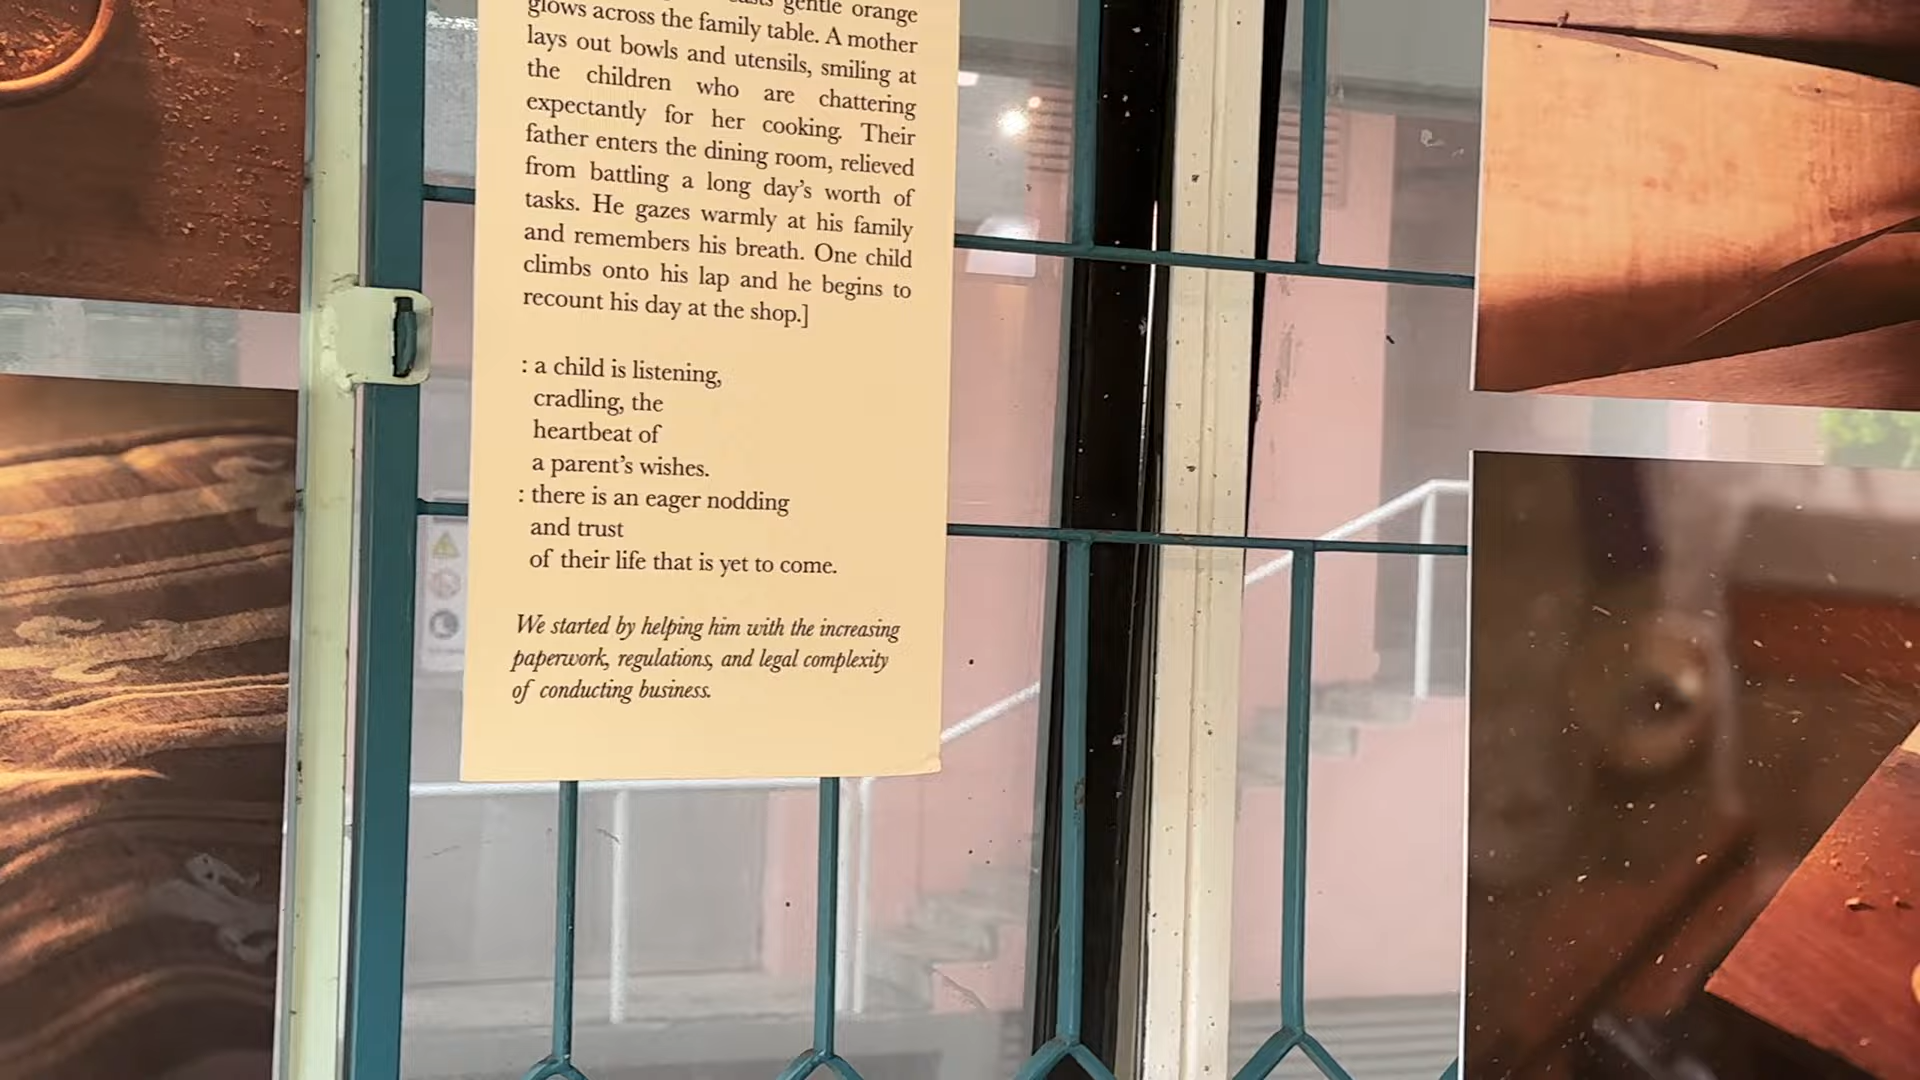 gentle orange
glows across the family table. A mother
lays out bowls and utensils, smiling at
the children who are chattering
expectantly for her cooking. Their
father enters the dining room, relieved
from battling a long day's worth of
tasks. He gazes warmly at his family
and remembers his breath. One child
climbs onto his lap and he begins to
recount his day at the shop.]
: a child is listening,
cradling, the
heartbeat of
a parent's wishes.
: there is an eager nodding
and trust
of their life that is yet to come.
We started by helping him with the increasing
paperwork, regulations, and legal complexity
of conducting business.